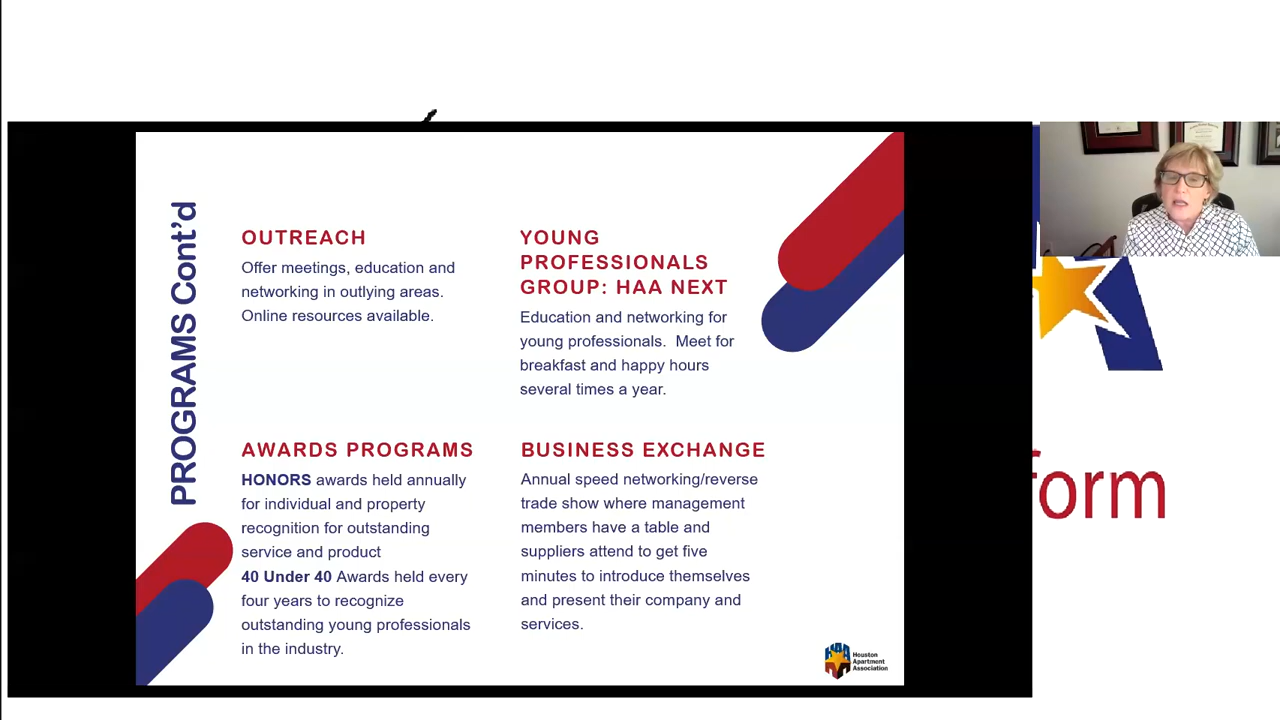 PROGRAMS Cont'd
OUTREACH
Offer meetings, education and
networking in outlying areas.
Online resources available.
YOUNG
PROFESSIONALS
GROUP: HAA NEXT
Education and networking for
young professionals.  Meet for
breakfast and happy hours
several times a year.
AWARDS PROGRAMS
HONORS awards held annually
for individual and property
recognition for outstanding
service and product
40 Under 40 Awards held every
four years to recognize
outstanding young professionals
in the industry.
BUSINESS EXCHANGE
Annual speed networking/reverse
trade show where management
members have a table and
suppliers attend to get five
minutes to introduce themselves
and present their company and
services.
HAA
Houston
Apartment
Association
form